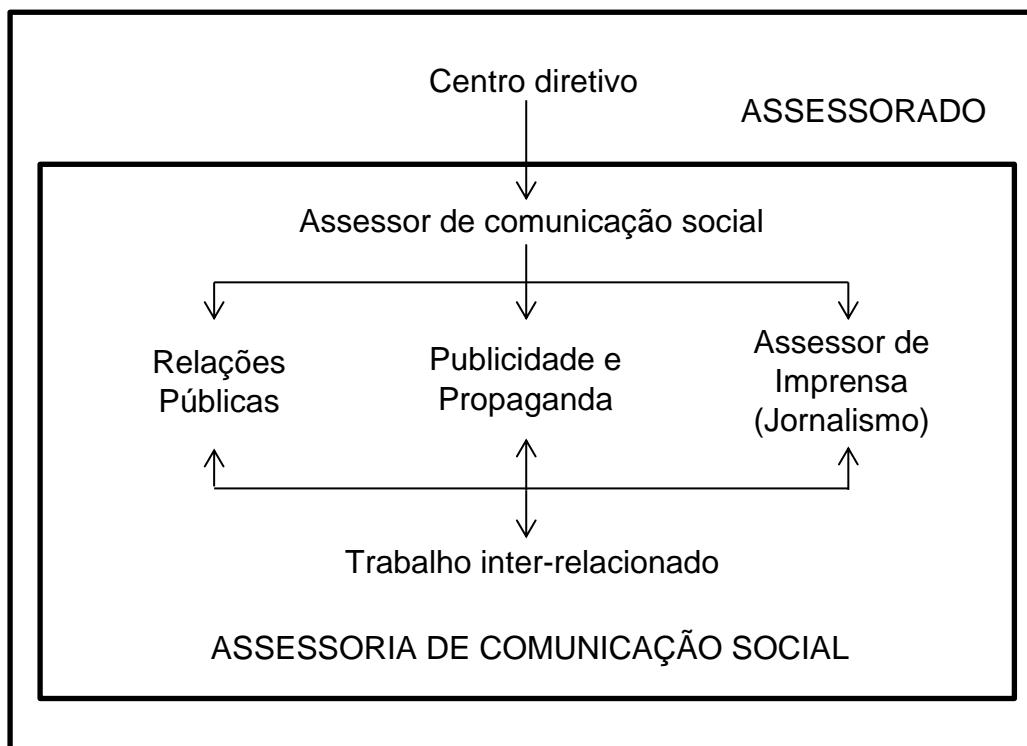 Centro diretivo
ASSESSORADO
Assessor de comunicação social
Relações
Públicas
Publicidade e
Propaganda
Assessor de
Imprensa
(Jornalismo)
Trabalho inter-relacionado
ASSESSORIA DE COMUNICAÇÃO SOCIAL